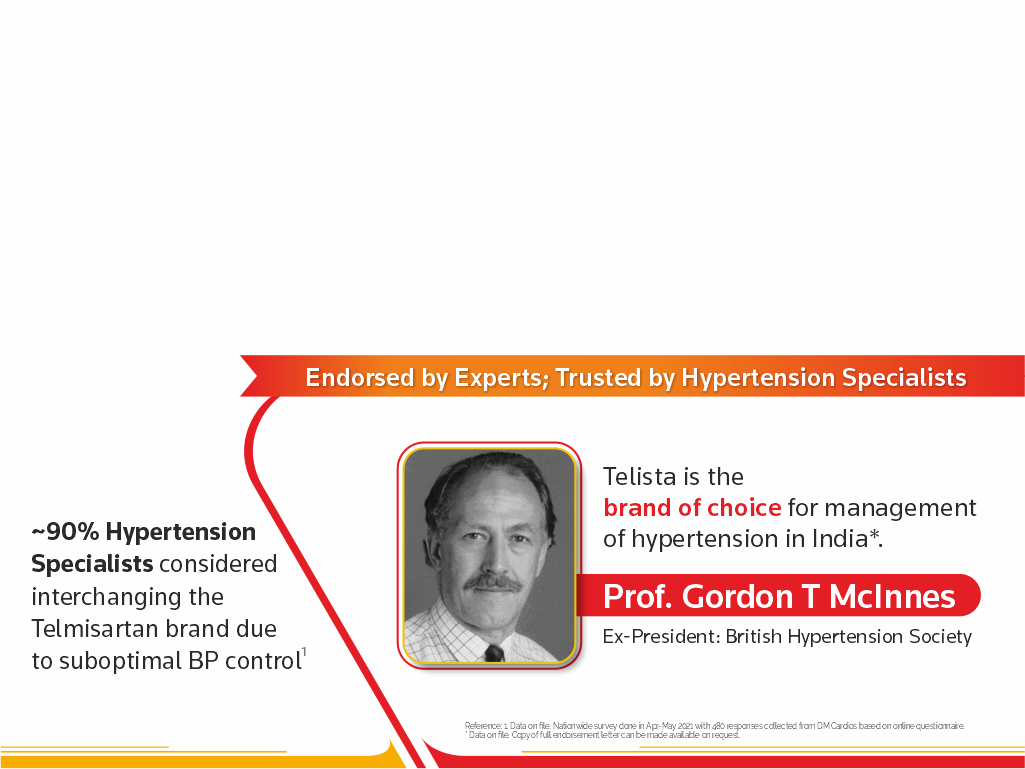 Endorsed by Experts; Trusted by Hypertension Specialists
~90% Hypertension
Specialists considered
interchanging the
Telmisartan brand due
to suboptimal BP control¹
Telista is the
brand of choice for management
of hypertension in India*.
Prof. Gordon T McInnes
Ex-President: British Hypertension Society
Reference: 1. Data on file. Nationwide survey done in Apr-May 2021 with 480 responses collected from DM Cardios based on online questionnaire.
* Data on file. Copy of full endorsement letter can be made available on request.